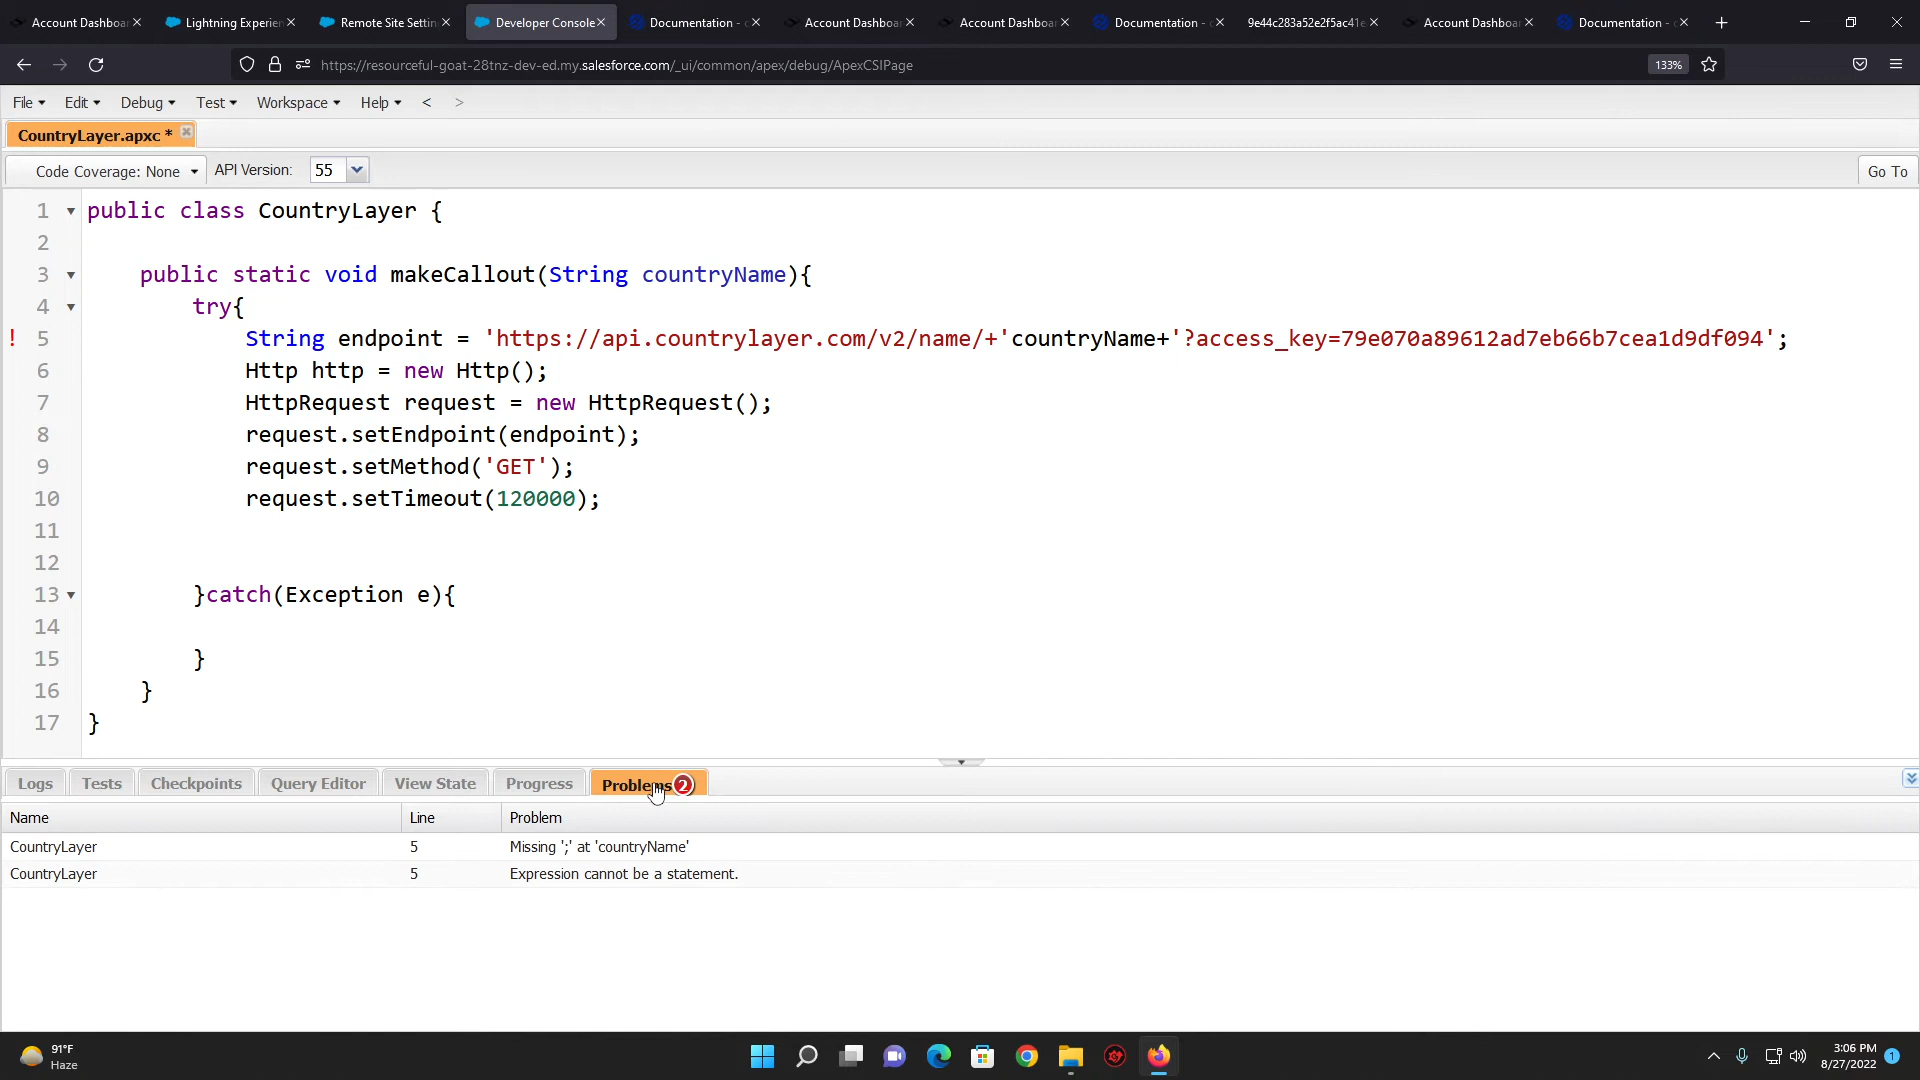 Account Dashboar
Lightning Experien
Remote Site Settin
Developer Console
Documentation - c
Account Dashboar
Account Dashboar
Documentation - c
9e44c283a52e2f5ac41e
Account Dashboar
Documentation - c
https://resourceful-goat-28tnz-dev-ed.my.salesforce.com/_ui/common/apex/debug/ApexCSIPage
133%
File Edit Debug Test Workspace Help < >
CountryLayer.apxc *
Code Coverage: None API Version: 55 Go To
1 public class CountryLayer {
2
3 public static void makeCallout(String countryName){
4 try{
! 5 String endpoint = 'https://api.countrylayer.com/v2/name/+'countryName+'?access_key=79e070a89612ad7eb66b7cea1d9df094';
6 Http http = new Http();
7 HttpRequest request = new HttpRequest();
8 request.setEndpoint(endpoint);
9 request.setMethod('GET');
10 request.setTimeout(120000);
11
12
13 }catch(Exception e){
14
15 }
16 }
17 }
Logs Tests Checkpoints Query Editor View State Progress Problems 2
Name Line Problem
CountryLayer 5 Missing ';' at 'countryName'
CountryLayer 5 Expression cannot be a statement.
91°F
Haze
3:06 PM
8/27/2022
1